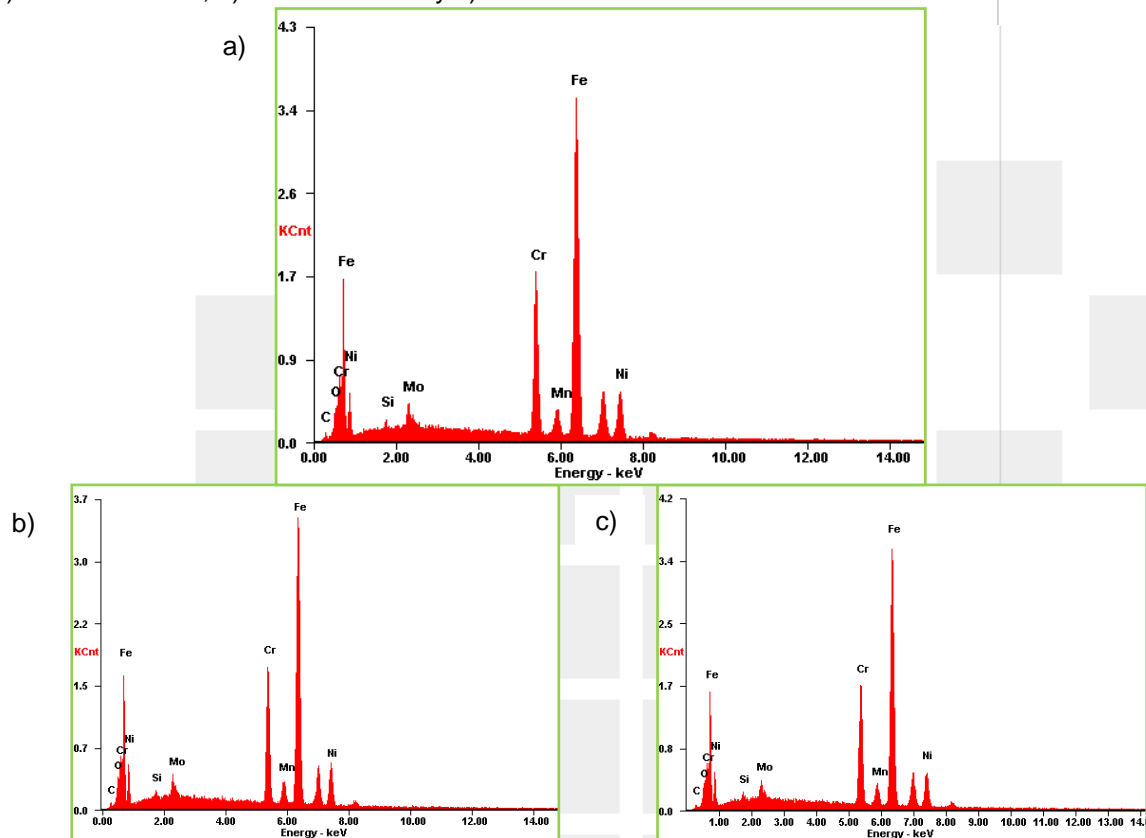 a)
4.3
3.4
2.6
KCnt
1.7
0.9
0.0
Fe
Fe
Cr
Ni
Cr
O
C
Si
Mo
Mn
Ni
0.00 2.00 4.00 6.00 8.00 10.00 12.00 14.00
Energy - keV
b)
3.7
3.0
2.2
KCnt
1.5
0.7
0.0
Fe
Fe
Cr
Ni
Cr
O
C
Si
Mo
Mn
Ni
0.00 2.00 4.00 6.00 8.00 10.00 12.00 14.00
Energy - keV
c)
4.2
3.4
2.5
KCnt
1.7
0.8
0.0
Fe
Fe
Cr
Ni
Cr
O
C
Si
Mo
Mn
Ni
1.00 2.00 3.00 4.00 5.00 6.00 7.00 8.00 9.00 10.00 11.00 12.00 13.00
Energy - keV